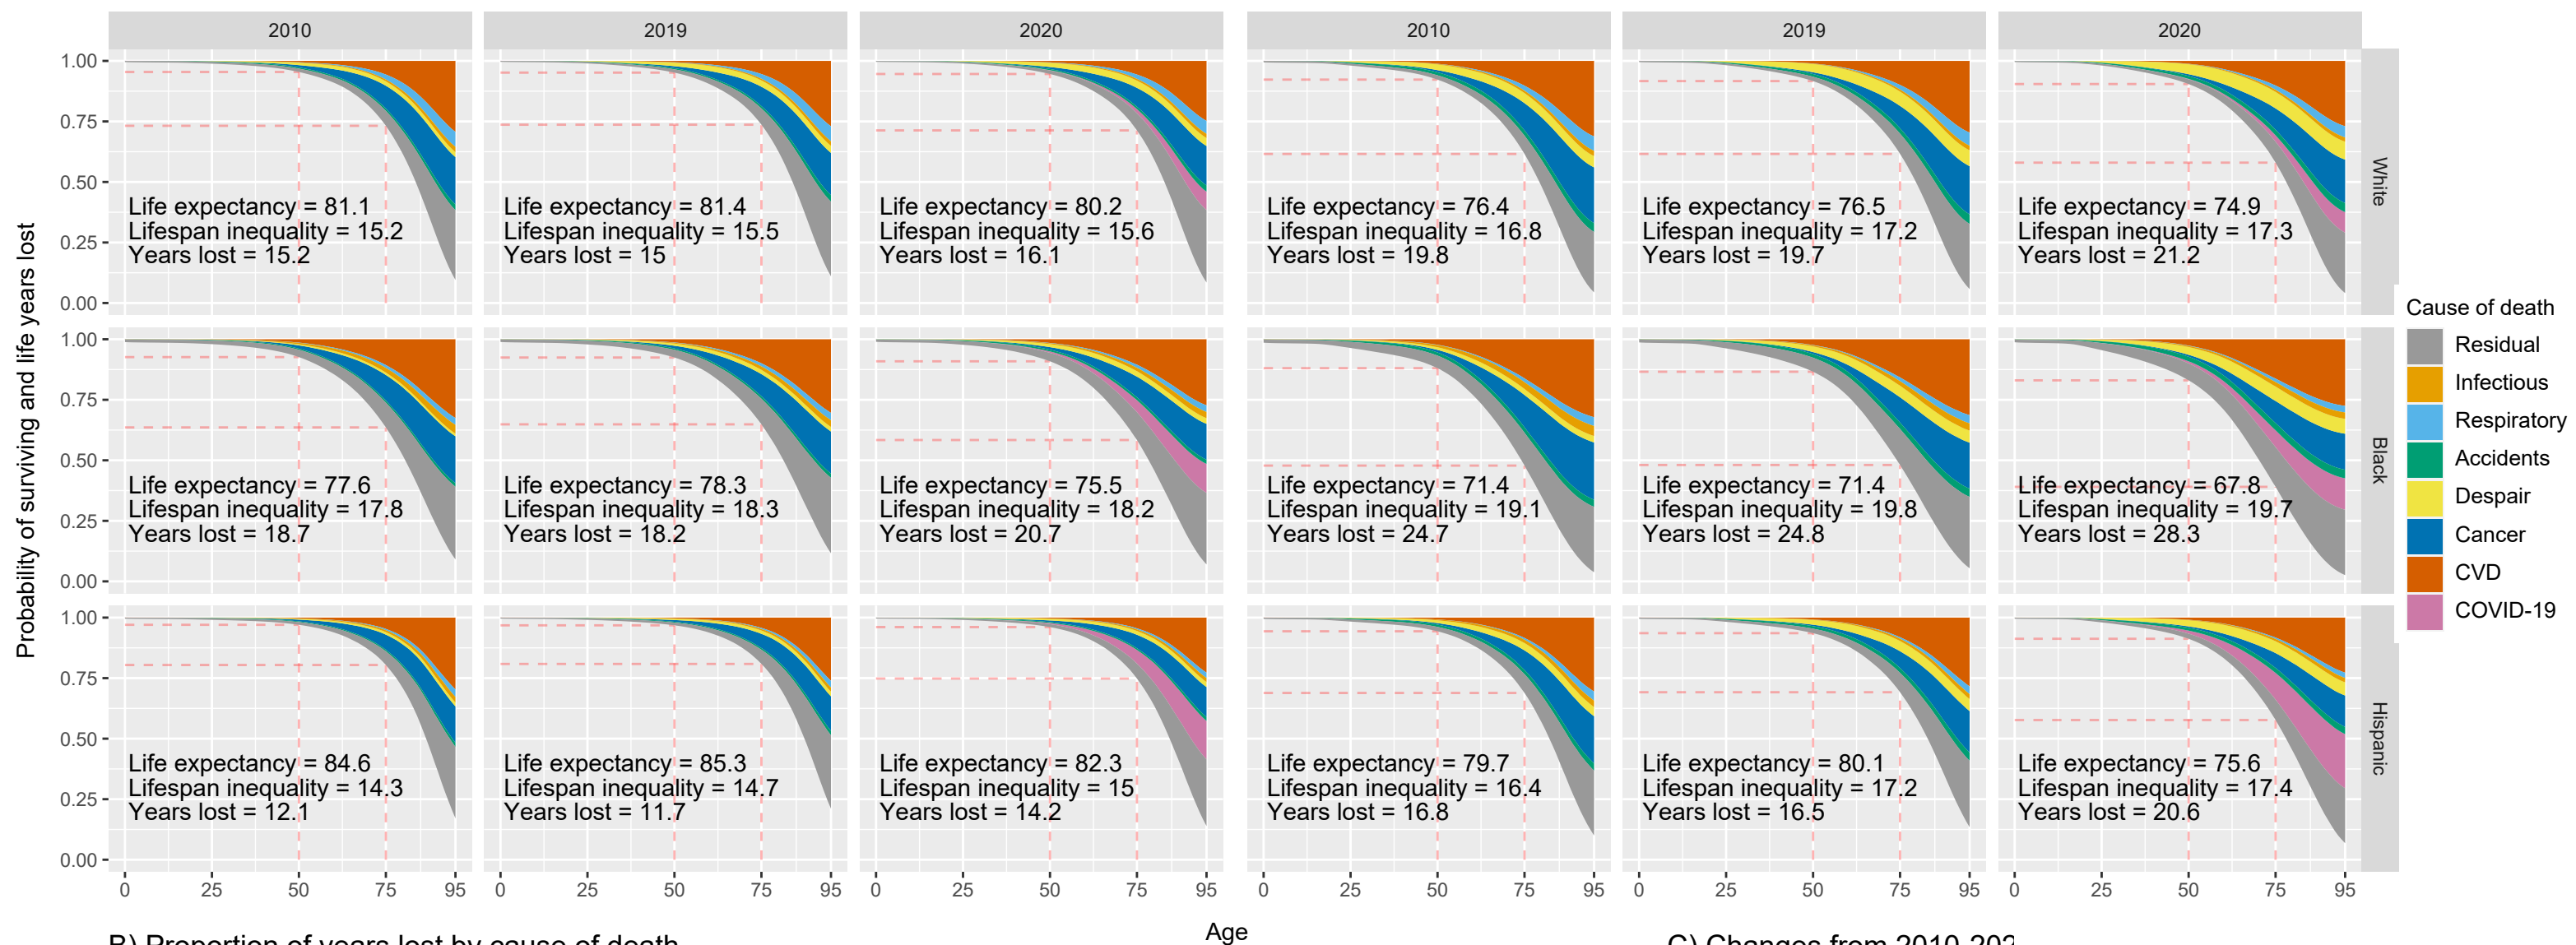 2010 2019 2020 2010 2019 2020
Probability of surviving and life years lost
1.00
0.75
0.50
0.25
0.00
Life expectancy = 81.1
Lifespan inequality = 15.2
Years lost = 15.2
Life expectancy = 81.4
Lifespan inequality = 15.5
Years lost = 15
Life expectancy = 80.2
Lifespan inequality = 15.6
Years lost = 16.1
Life expectancy = 76.4
Lifespan inequality = 16.8
Years lost = 19.8
Life expectancy = 76.5
Lifespan inequality = 17.2
Years lost = 19.7
Life expectancy = 74.9
Lifespan inequality = 17.3
Years lost = 21.2
White
1.00
0.75
0.50
0.25
0.00
Life expectancy = 77.6
Lifespan inequality = 17.8
Years lost = 18.7
Life expectancy = 78.3
Lifespan inequality = 18.3
Years lost = 18.2
Life expectancy = 75.5
Lifespan inequality = 18.2
Years lost = 20.7
Life expectancy = 71.4
Lifespan inequality = 19.1
Years lost = 24.7
Life expectancy = 71.4
Lifespan inequality = 19.8
Years lost = 24.8
Life expectancy = 67.8
Lifespan inequality = 19.7
Years lost = 28.3
Black
1.00
0.75
0.50
0.25
0.00
Life expectancy = 84.6
Lifespan inequality = 14.3
Years lost = 12.1
Life expectancy = 85.3
Lifespan inequality = 14.7
Years lost = 11.7
Life expectancy = 82.3
Lifespan inequality = 15
Years lost = 14.2
Life expectancy = 79.7
Lifespan inequality = 16.4
Years lost = 16.8
Life expectancy = 80.1
Lifespan inequality = 17.2
Years lost = 16.5
Life expectancy = 75.6
Lifespan inequality = 17.4
Years lost = 20.6
Hispanic
0 25 50 75 95 0 25 50 75 95 0 25 50 75 95 0 25 50 75 95 0 25 50 75 95 0 25 50 75 95
Age
Cause of death
Residual
Infectious
Respiratory
Accidents
Despair
Cancer
CVD
COVID-19
B) Proportion of years lost by cause of death
C) Changes from 2010-202